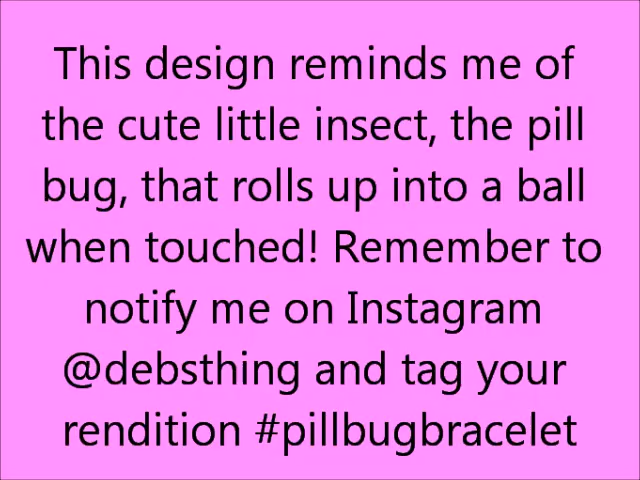 This design reminds me of
the cute little insect, the pill
bug, that rolls up into a ball
when touched! Remember to
notify me on Instagram
@debsthing and tag your
rendition #pillbugbracelet